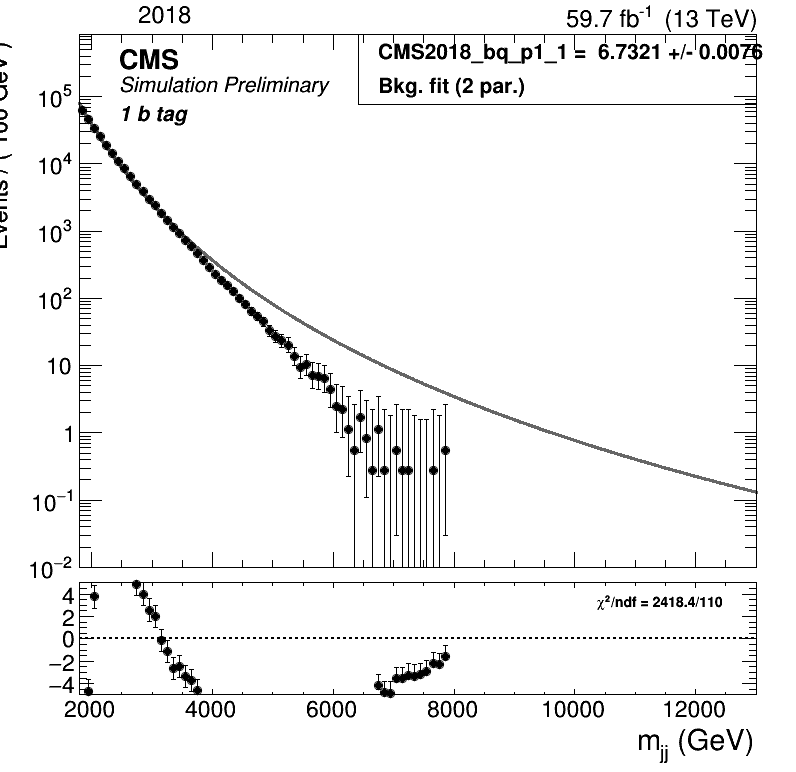 2018
59.7 fb⁻¹ (13 TeV)
CMS
Simulation Preliminary
1 b tag
CMS2018_bq_p1_1 = 6.7321 +/- 0.0076
Bkg. fit (2 par.)
10⁵
10⁴
10³
10²
10
1
10⁻¹
10⁻²
χ²/ndf = 2418.4/110
4
2
0
−2
−4
2000 4000 6000 8000 10000 12000
m_jj (GeV)